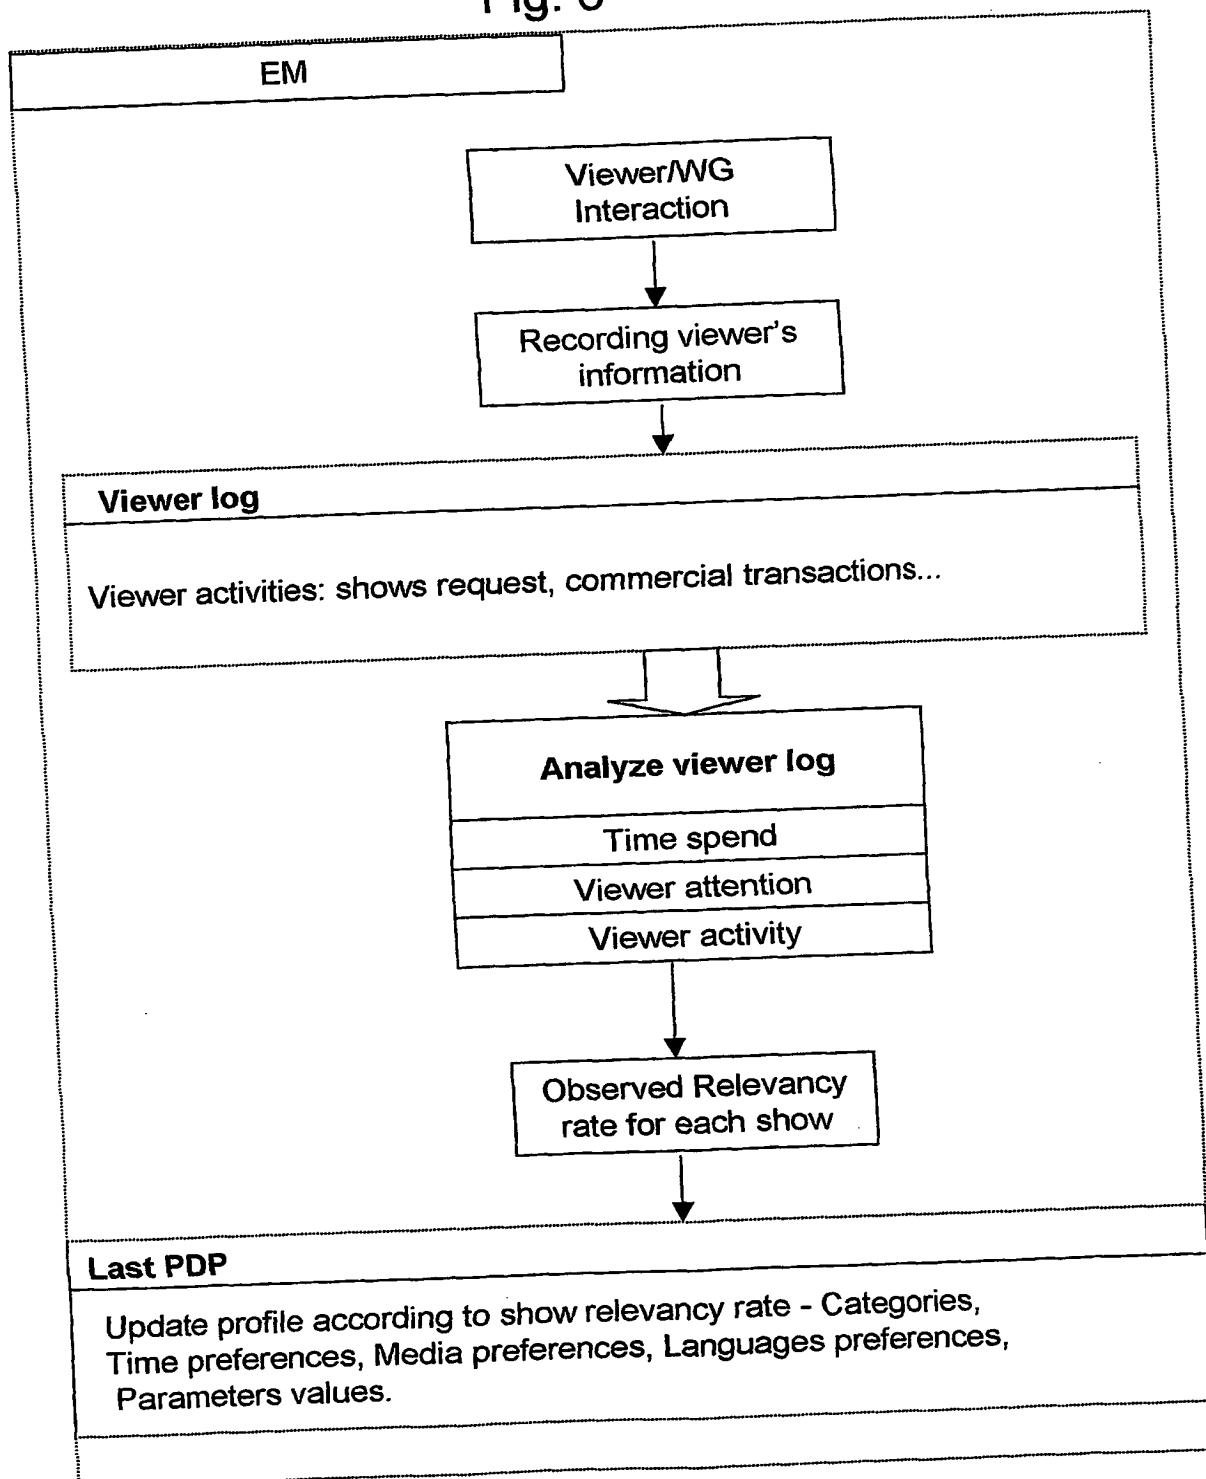 EM
Viewer/WG
Interaction
Recording viewer's
information
Viewer log
Viewer activities: shows request, commercial transactions...
Analyze viewer log
Time spend
Viewer attention
Viewer activity
Observed Relevancy
rate for each show
Last PDP
Update profile according to show relevancy rate - Categories,
Time preferences, Media preferences, Languages preferences,
Parameters values.